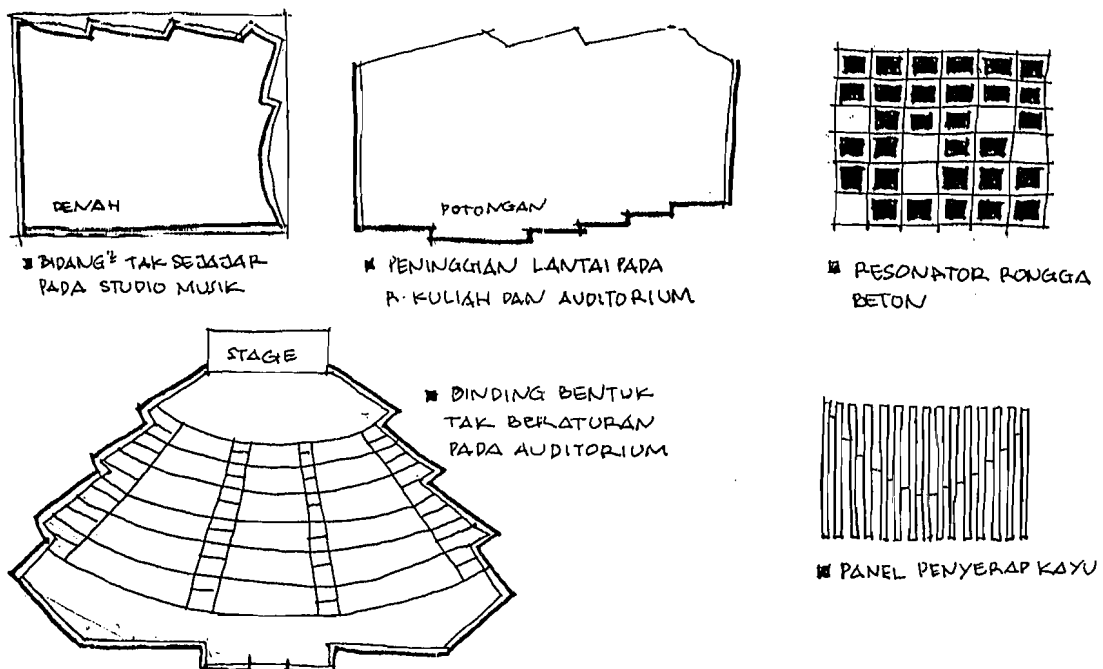 DENAH
BIDANG² TAK SEJAJAR
PADA STUDIO MUSIK
POTONGAN
PENINGGIAN LANTAI PADA
R. KULIAH DAN AUDITORIUM
RESONATOR RONGGA
BETON
STAGE
DINDING BENTUK
TAK BERATURAN
PADA AUDITORIUM
PANEL PENYERAP KAYU